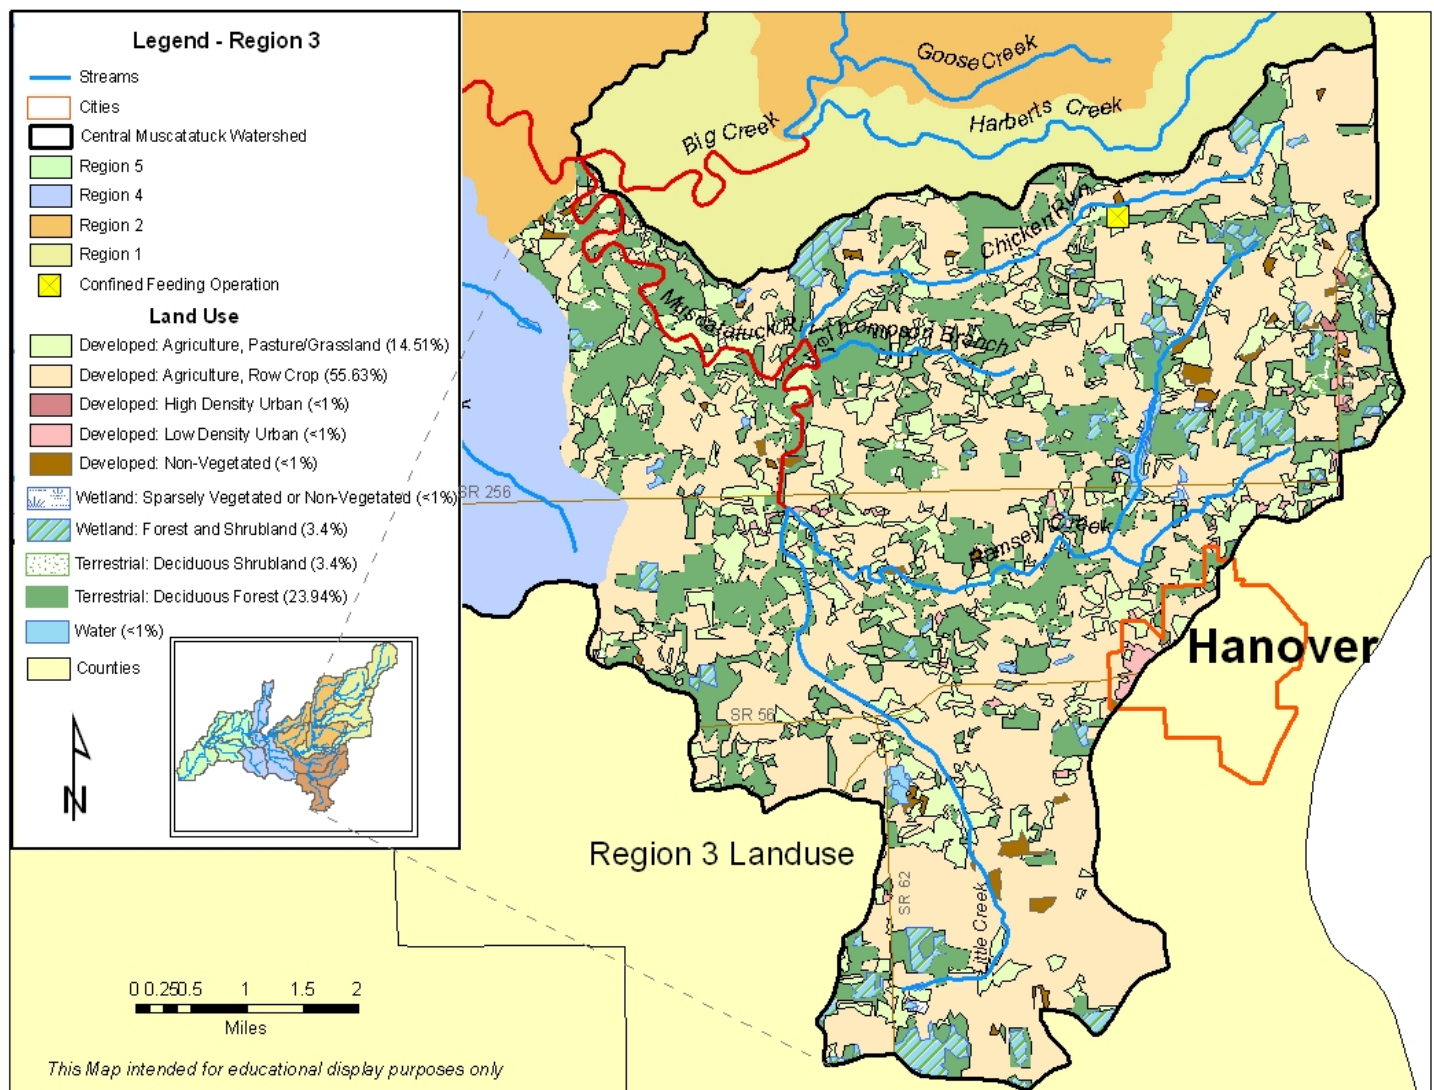 Legend - Region 3
Streams
Cities
Central Muscatatuck Watershed
Region 5
Region 4
Region 2
Region 1
Confined Feeding Operation
Land Use
Developed: Agriculture, Pasture/Grassland (14.51%)
Developed: Agriculture, Row Crop (55.63%)
Developed: High Density Urban (<1%)
Developed: Low Density Urban (<1%)
Developed: Non-Vegetated (<1%)
Wetland: Sparsely Vegetated or Non-Vegetated (<1%)
Wetland: Forest and Shrubland (3.4%)
Terrestrial: Deciduous Shrubland (3.4%)
Terrestrial: Deciduous Forest (23.94%)
Water (<1%)
Counties
N
0 0.25 0.5 1 1.5 2
Miles
This Map intended for educational display purposes only
Goose Creek
Harberts Creek
Big Creek
Chicken Run
Muscatatuck River
Thompson Branch
SR 256
Ramsey Creek
Hanover
SR 56
Region 3 Landuse
SR 62
Little Creek